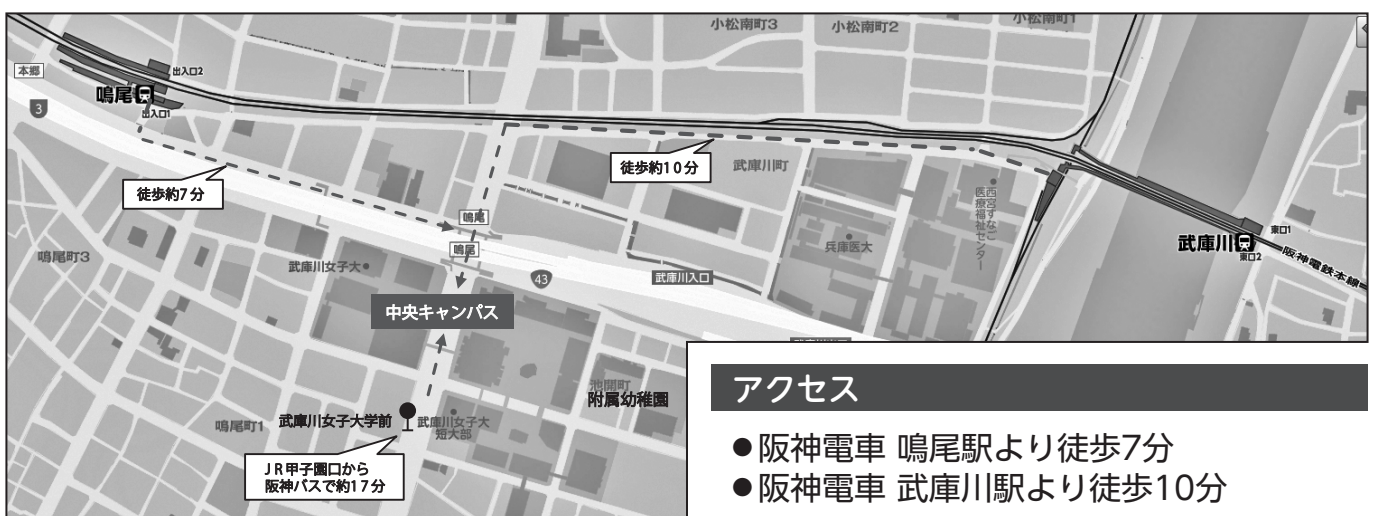 小松南町3
小松南町2
小松南町1
本郷
出入口2
鳴尾
出入口1
3
徒歩約7分
徒歩約10分
武庫川町
西宮すなご
医療福祉センター
兵庫医大
武庫川
東口1
東口2
阪神電鉄本線
鳴尾
鳴尾
鳴尾町3
武庫川女子大
43
武庫川入口
中央キャンパス
池開町
附属幼稚園
鳴尾町1
武庫川女子大学前
武庫川女子大
短大部
JR甲子園口から
阪神バスで約17分
アクセス
●阪神電車 鳴尾駅より徒歩7分
●阪神電車 武庫川駅より徒歩10分